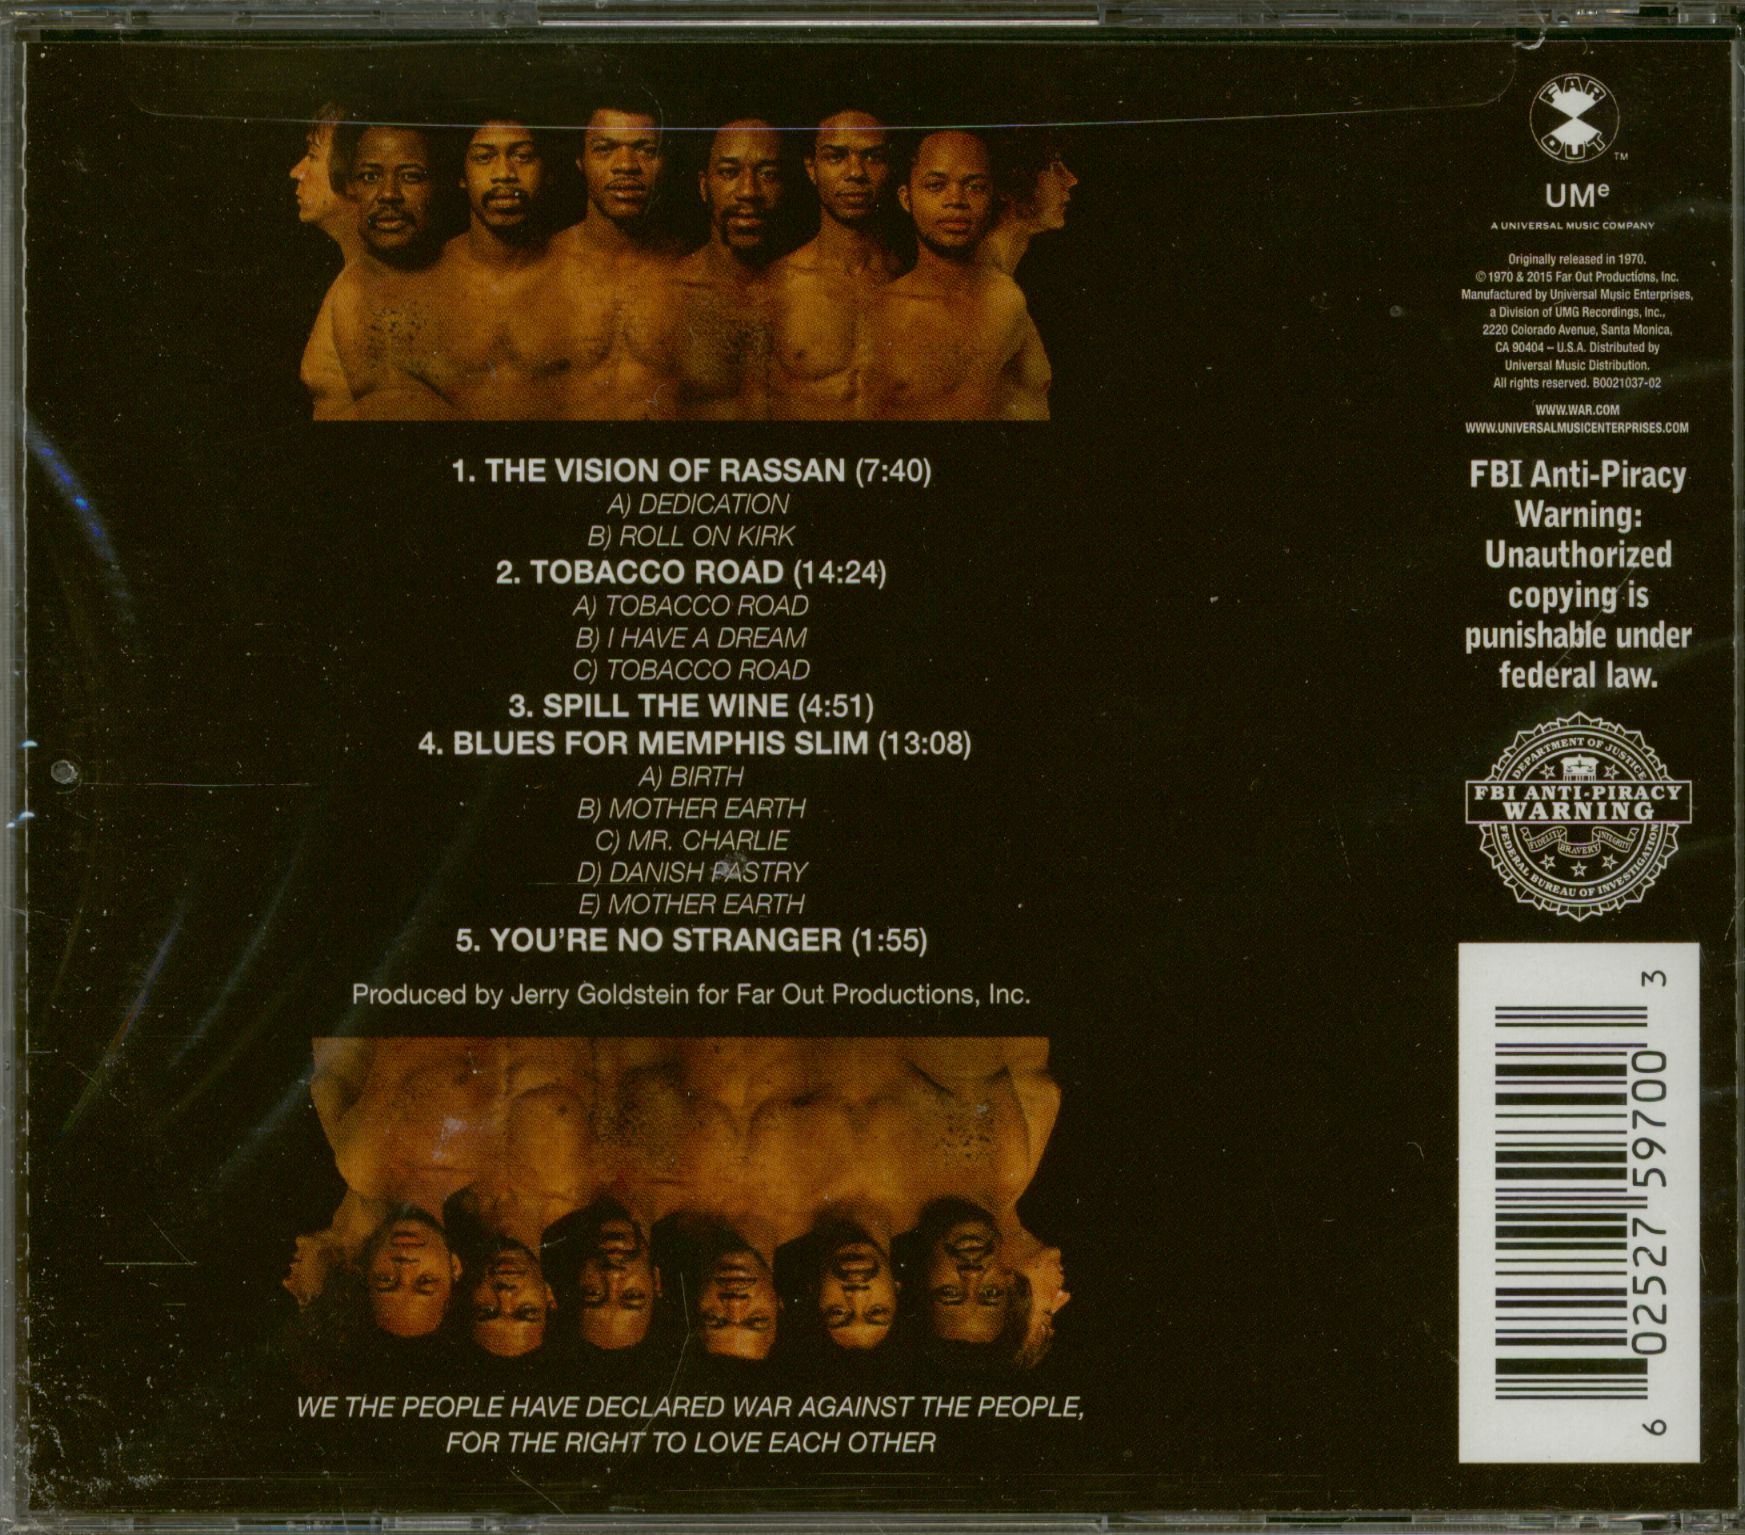 1. THE VISION OF RASSAN (7:40)
A) DEDICATION
B) ROLL ON KIRK
2. TOBACCO ROAD (14:24)
A) TOBACCO ROAD
B) I HAVE A DREAM
C) TOBACCO ROAD
3. SPILL THE WINE (4:51)
4. BLUES FOR MEMPHIS SLIM (13:08)
A) BIRTH
B) MOTHER EARTH
C) MR. CHARLIE
D) DANISH PASTRY
E) MOTHER EARTH
5. YOU'RE NO STRANGER (1:55)
Produced by Jerry Goldstein for Far Out Productions, Inc.
WE THE PEOPLE HAVE DECLARED WAR AGAINST THE PEOPLE,
FOR THE RIGHT TO LOVE EACH OTHER
FAR
OUT
TM
UMe
A UNIVERSAL MUSIC COMPANY
Originally released in 1970.
© 1970 & 2015 Far Out Productions, Inc.
Manufactured by Universal Music Enterprises,
a Division of UMG Recordings, Inc.,
2220 Colorado Avenue, Santa Monica,
CA 90404 – U.S.A. Distributed by
Universal Music Distribution.
All rights reserved. B0021037-02
WWW.WAR.COM
WWW.UNIVERSALMUSICENTERPRISES.COM
FBI Anti-Piracy
Warning:
Unauthorized
copying is
punishable under
federal law.
DEPARTMENT OF JUSTICE
FBI ANTI-PIRACY
WARNING
FIDELITY
BRAVERY
INTEGRITY
FEDERAL BUREAU OF INVESTIGATION
6 02527 59700 3